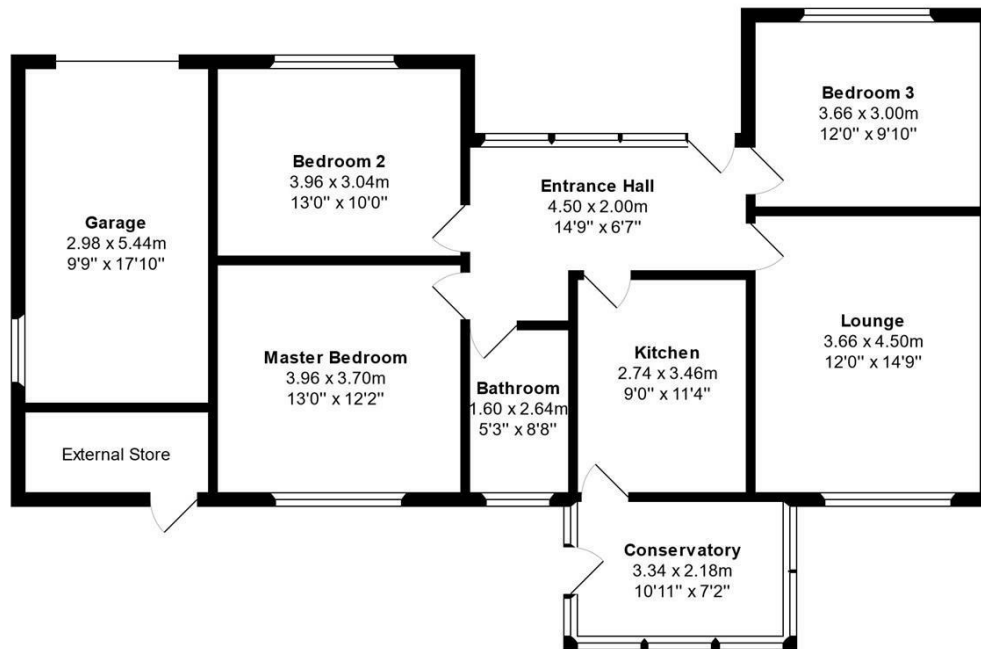 Bedroom 3
3.66 x 3.00m
12'0" x 9'10"
Bedroom 2
3.96 x 3.04m
13'0" x 10'0"
Entrance Hall
4.50 x 2.00m
14'9" x 6'7"
Garage
2.98 x 5.44m
9'9" x 17'10"
Lounge
3.66 x 4.50m
12'0" x 14'9"
Master Bedroom
3.96 x 3.70m
13'0" x 12'2"
Kitchen
2.74 x 3.46m
9'0" x 11'4"
Bathroom
1.60 x 2.64m
5'3" x 8'8"
External Store
Conservatory
3.34 x 2.18m
10'11" x 7'2"